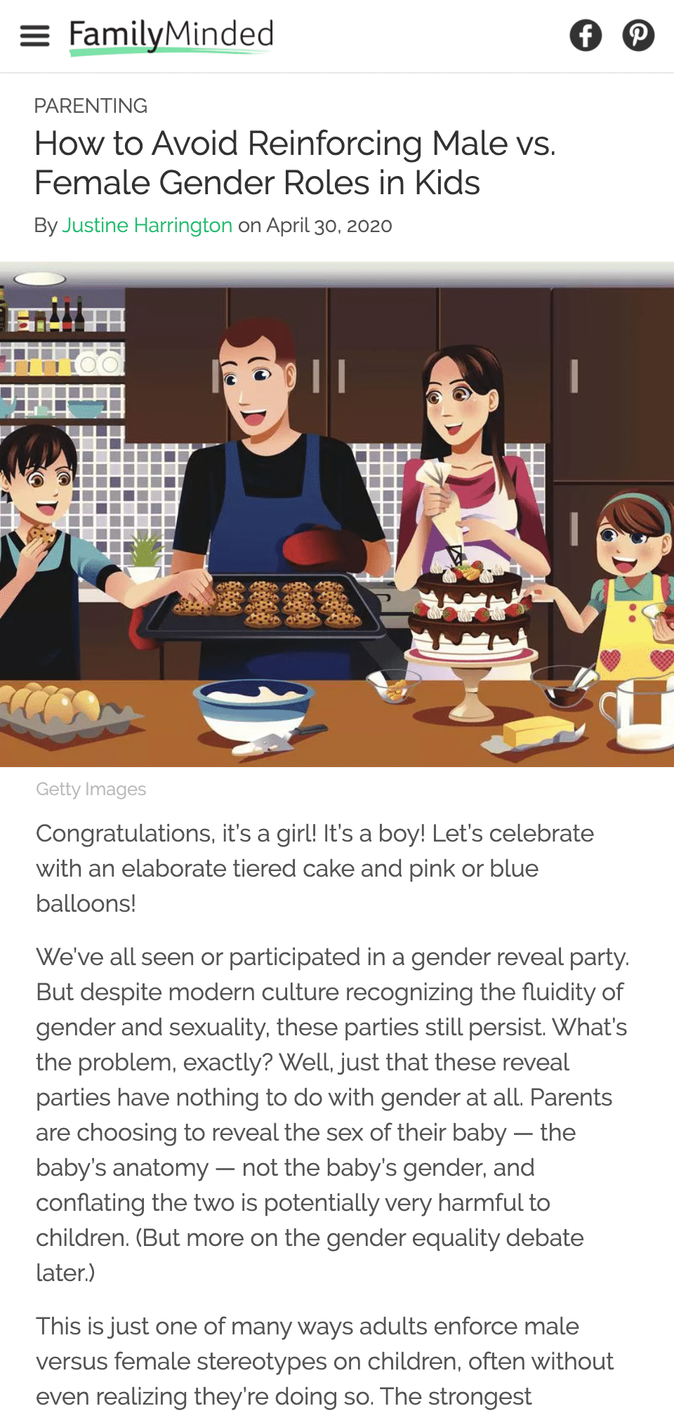 FamilyMinded
PARENTING
How to Avoid Reinforcing Male vs.
Female Gender Roles in Kids
By Justine Harrington on April 30, 2020
Getty Images
Congratulations, it's a girl! It's a boy! Let's celebrate
with an elaborate tiered cake and pink or blue
balloons!
We've all seen or participated in a gender reveal party.
But despite modern culture recognizing the fluidity of
gender and sexuality, these parties still persist. What's
the problem, exactly? Well, just that these reveal
parties have nothing to do with gender at all. Parents
are choosing to reveal the sex of their baby — the
baby's anatomy — not the baby's gender, and
conflating the two is potentially very harmful to
children. (But more on the gender equality debate
later.)
This is just one of many ways adults enforce male
versus female stereotypes on children, often without
even realizing they're doing so. The strongest